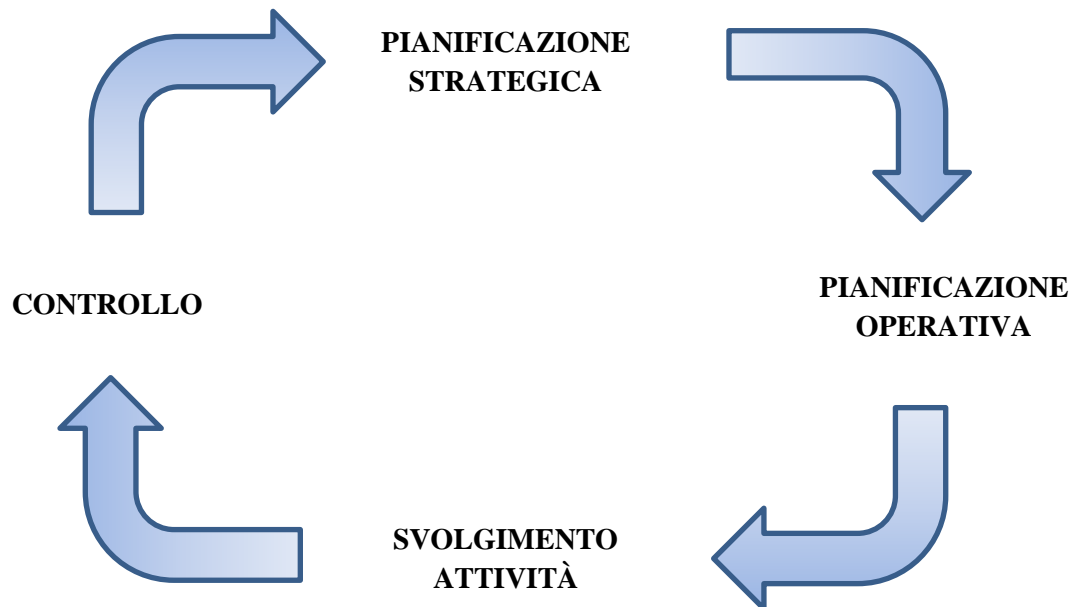 PIANIFICAZIONE
STRATEGICA
PIANIFICAZIONE
OPERATIVA
SVOLGIMENTO
ATTIVITÀ
CONTROLLO